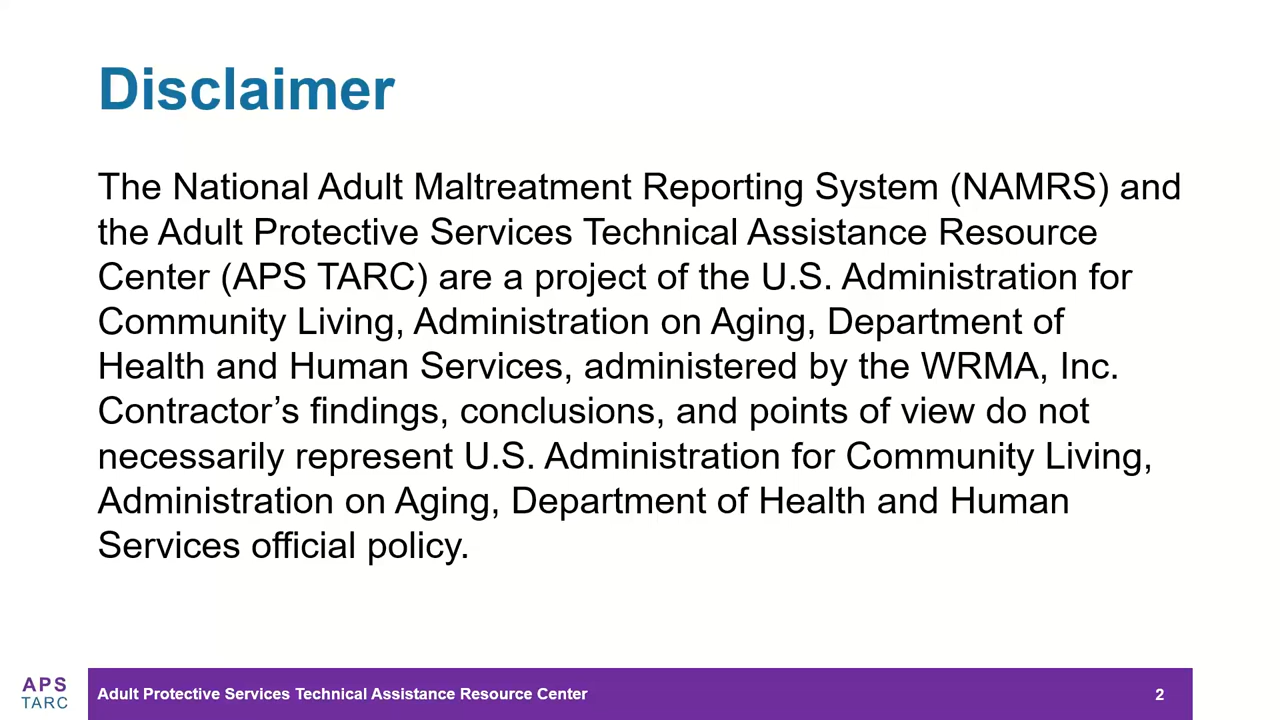 Disclaimer
The National Adult Maltreatment Reporting System (NAMRS) and
the Adult Protective Services Technical Assistance Resource
Center (APS TARC) are a project of the U.S. Administration for
Community Living, Administration on Aging, Department of
Health and Human Services, administered by the WRMA, Inc.
Contractor’s findings, conclusions, and points of view do not
necessarily represent U.S. Administration for Community Living,
Administration on Aging, Department of Health and Human
Services official policy.
APS
TARC
Adult Protective Services Technical Assistance Resource Center
2